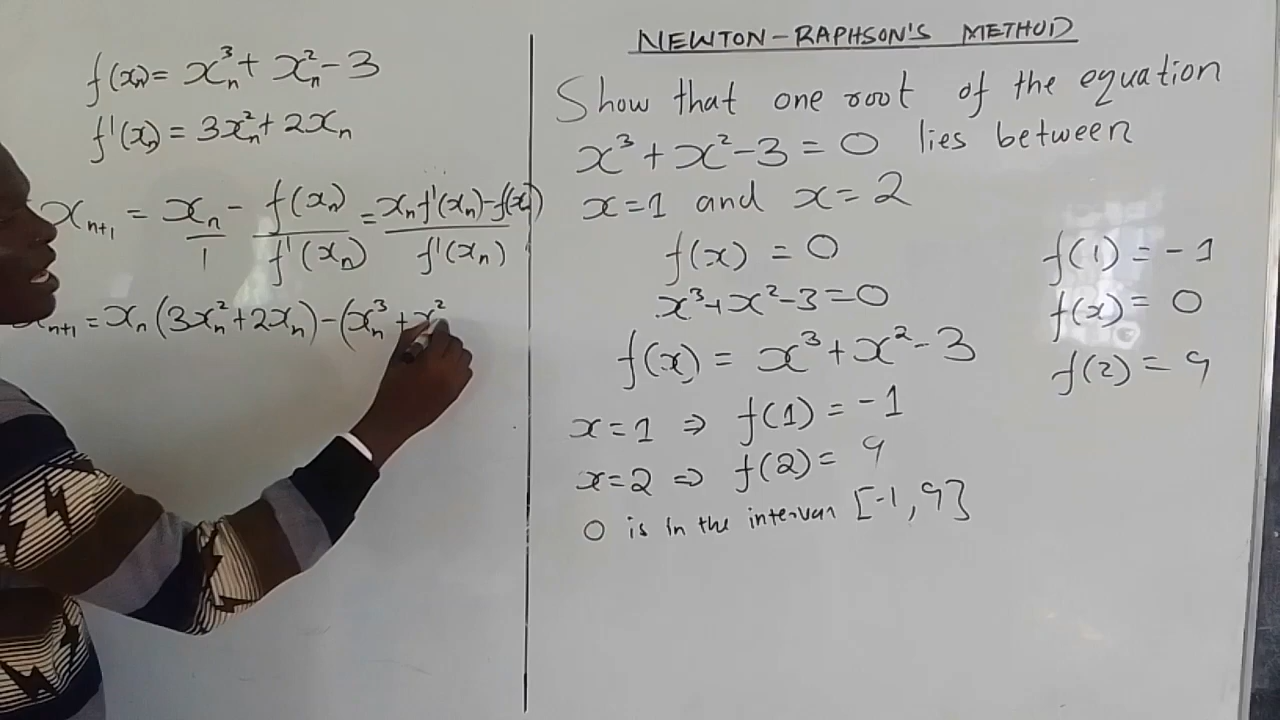 f(xₙ) = xₙ³ + xₙ² - 3
f'(xₙ) = 3xₙ² + 2xₙ
xₙ₊₁ = xₙ/1 - f(xₙ)/f'(xₙ) = (xₙf'(xₙ) - f(xₙ))/f'(xₙ)
xₙ₊₁ = xₙ(3xₙ² + 2xₙ) - (xₙ³ + x²
NEWTON-RAPHSON'S METHOD
Show that one root of the equation
x³ + x² - 3 = 0 lies between
x = 1 and x = 2
f(x) = 0
x³ + x² - 3 = 0
f(x) = x³ + x² - 3
x = 1 ⇒ f(1) = -1
x = 2 ⇒ f(2) = 9
0 is in the interval [-1, 9]
f(1) = -1
f(x) = 0
f(2) = 9